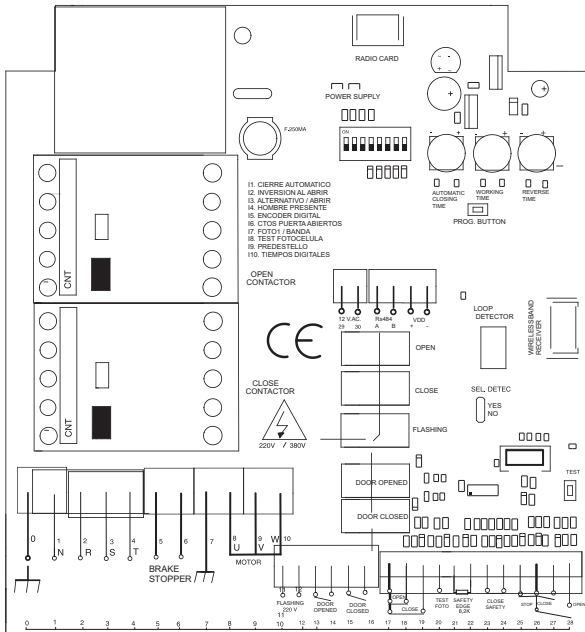 RADIO CARD
POWER SUPPLY
F.350MA
ON
I1. CIERRE AUTOMATICO
I2. INVERSION AL ABRIR
I3. ALTERNATIVO / ABRIR
I4. HOMBRE PRESENTE
I5. ENCODER DIGITAL
I6. CTOS PUERTA ABIERTOS
I7. FOTO1 / BANDA
I8. TEST FOTOCELULA
I9. PREDESTELLO
I10. TIEMPOS DIGITALES
- + - + - +
AUTOMATIC
CLOSING
TIME
WORKING
TIME
REVERSE
TIME
PROG. BUTTON
CNT
OPEN
CONTACTOR
12 V.AC. Rs484 VDD
29 30 A B + -
LOOP
DETECTOR
WIRELESSBAND
RECEIVER
CE
OPEN
CLOSE
FLASHING
SEL. DETEC
YES
NO
CNT
CLOSE
CONTACTOR
220V / 380V
DOOR OPENED
DOOR CLOSED
TEST
0 1 2 3 4 5 6 7 8 9 10
N R S T U V W
BRAKE
STOPPER
MOTOR
11 12
FLASHING
220 V
DOOR
OPENED
DOOR
CLOSED
OPEN
CLOSE
TEST
FOTO
SAFETY
EDGE
8,2K
CLOSE
SAFETY
STOP
CLOSE
OPEN
0 1 2 3 4 5 6 7 8 9 10 11 12 13 14 15 16 17 18 19 20 21 22 23 24 25 26 27 28